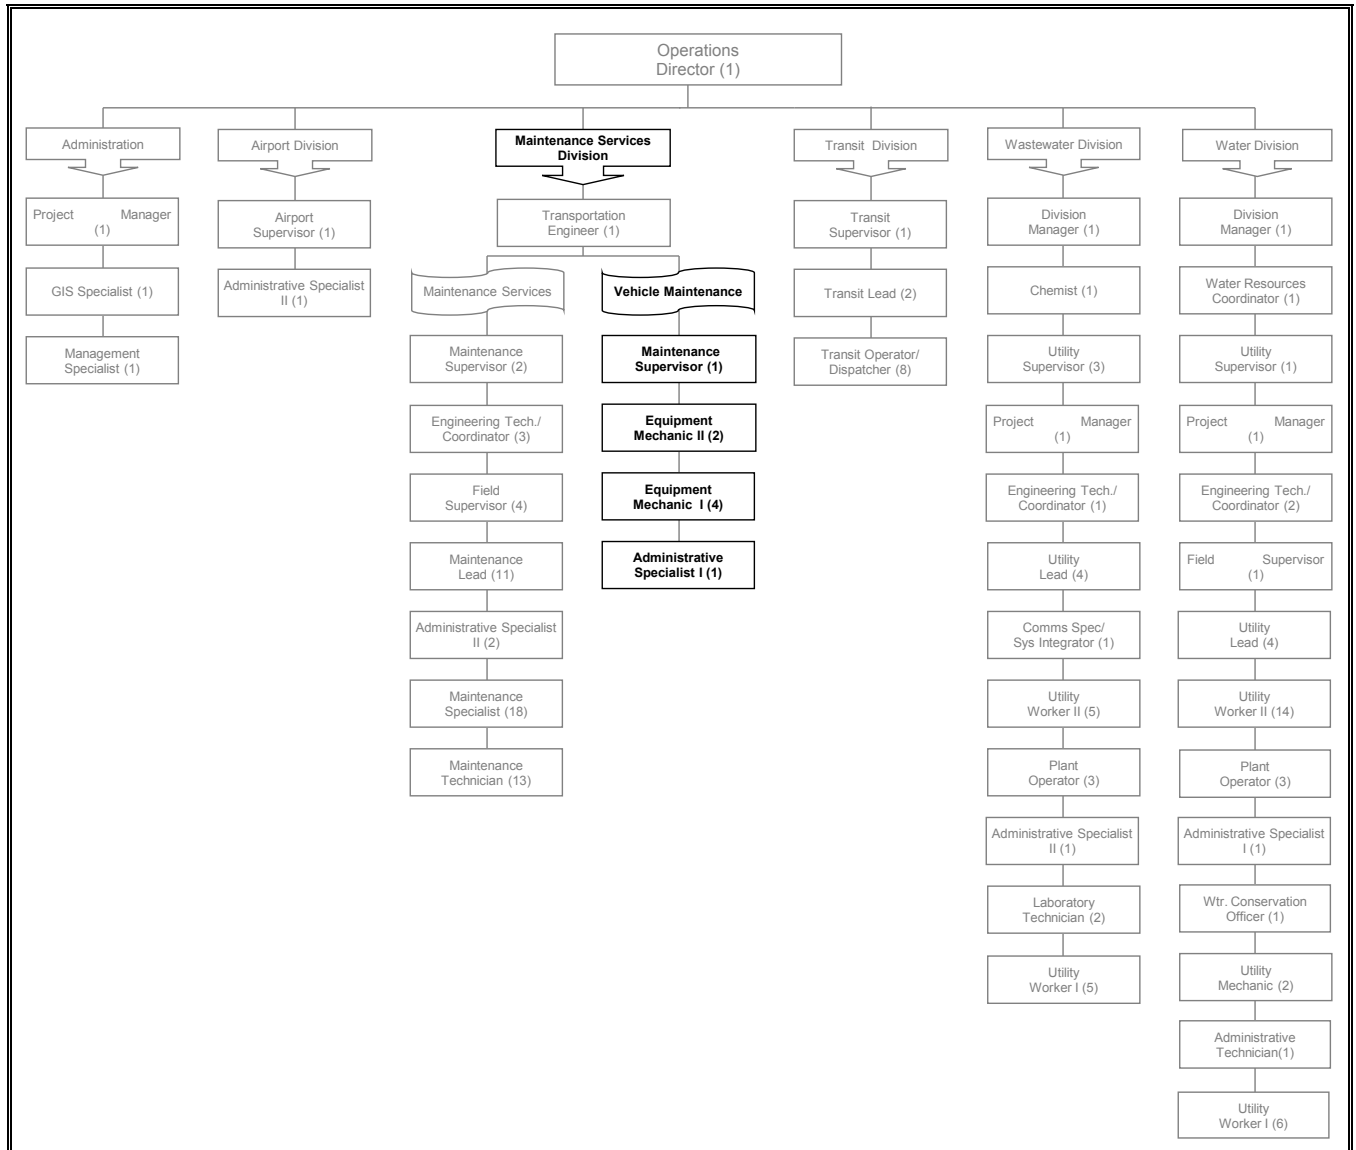 Operations
Director (1)
Administration
Project Manager
(1)
GIS Specialist (1)
Management
Specialist (1)
Airport Division
Airport
Supervisor (1)
Administrative Specialist
II (1)
Maintenance Services
Division
Transportation
Engineer (1)
Maintenance Services
Maintenance
Supervisor (2)
Engineering Tech./
Coordinator (3)
Field
Supervisor (4)
Maintenance
Lead (11)
Administrative Specialist
II (2)
Maintenance
Specialist (18)
Maintenance
Technician (13)
Vehicle Maintenance
Maintenance
Supervisor (1)
Equipment
Mechanic II (2)
Equipment
Mechanic I (4)
Administrative
Specialist I (1)
Transit Division
Transit
Supervisor (1)
Transit Lead (2)
Transit Operator/
Dispatcher (8)
Wastewater Division
Division
Manager (1)
Chemist (1)
Utility
Supervisor (3)
Project Manager
(1)
Engineering Tech./
Coordinator (1)
Utility
Lead (4)
Comms Spec/
Sys Integrator (1)
Utility
Worker II (5)
Plant
Operator (3)
Administrative Specialist
II (1)
Laboratory
Technician (2)
Utility
Worker I (5)
Water Division
Division
Manager (1)
Water Resources
Coordinator (1)
Utility
Supervisor (1)
Project Manager
(1)
Engineering Tech./
Coordinator (2)
Field Supervisor
(1)
Utility
Lead (4)
Utility
Worker II (14)
Plant
Operator (3)
Administrative Specialist
I (1)
Wtr. Conservation
Officer (1)
Utility
Mechanic (2)
Administrative
Technician(1)
Utility
Worker I (6)